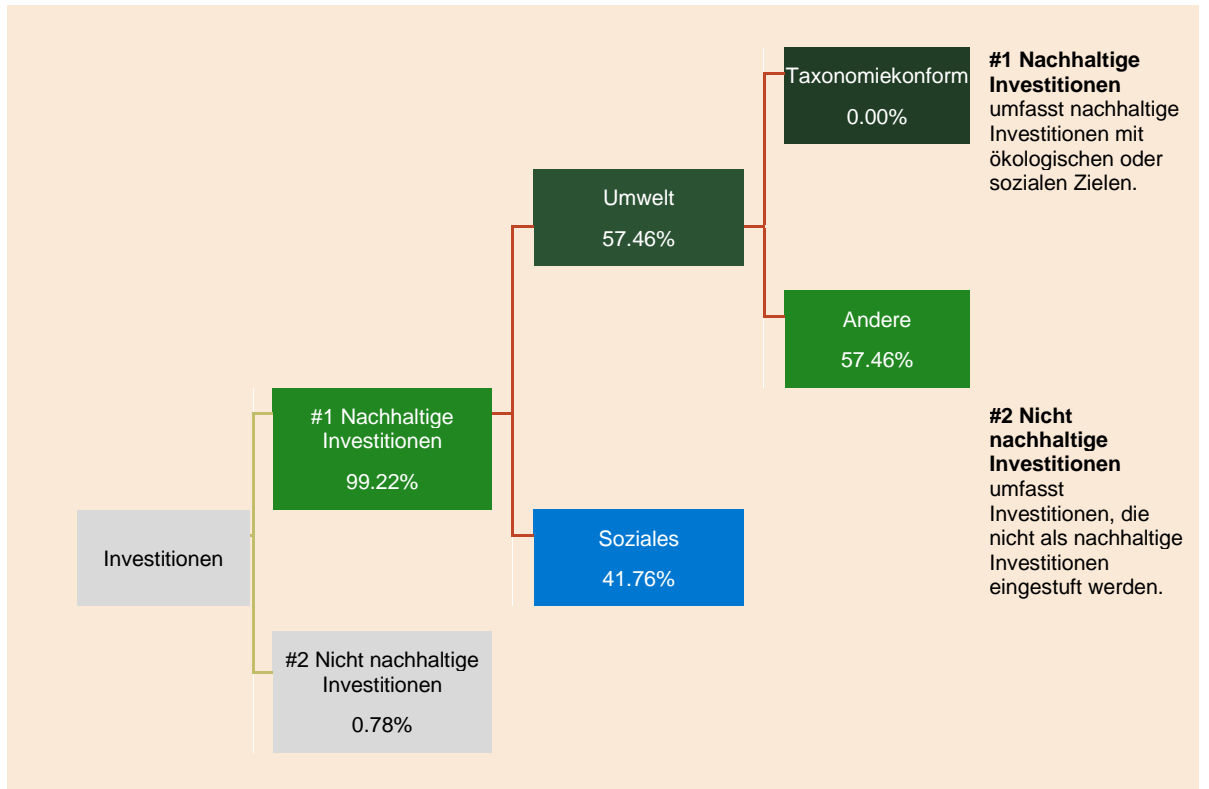 Taxonomiekonform
0.00%
Umwelt
57.46%
Andere
57.46%
#1 Nachhaltige
Investitionen
99.22%
Soziales
41.76%
Investitionen
#2 Nicht nachhaltige
Investitionen
0.78%
#1 Nachhaltige
Investitionen
umfasst nachhaltige
Investitionen mit
ökologischen oder
sozialen Zielen.
#2 Nicht
nachhaltige
Investitionen
umfasst
Investitionen, die
nicht als nachhaltige
Investitionen
eingestuft werden.